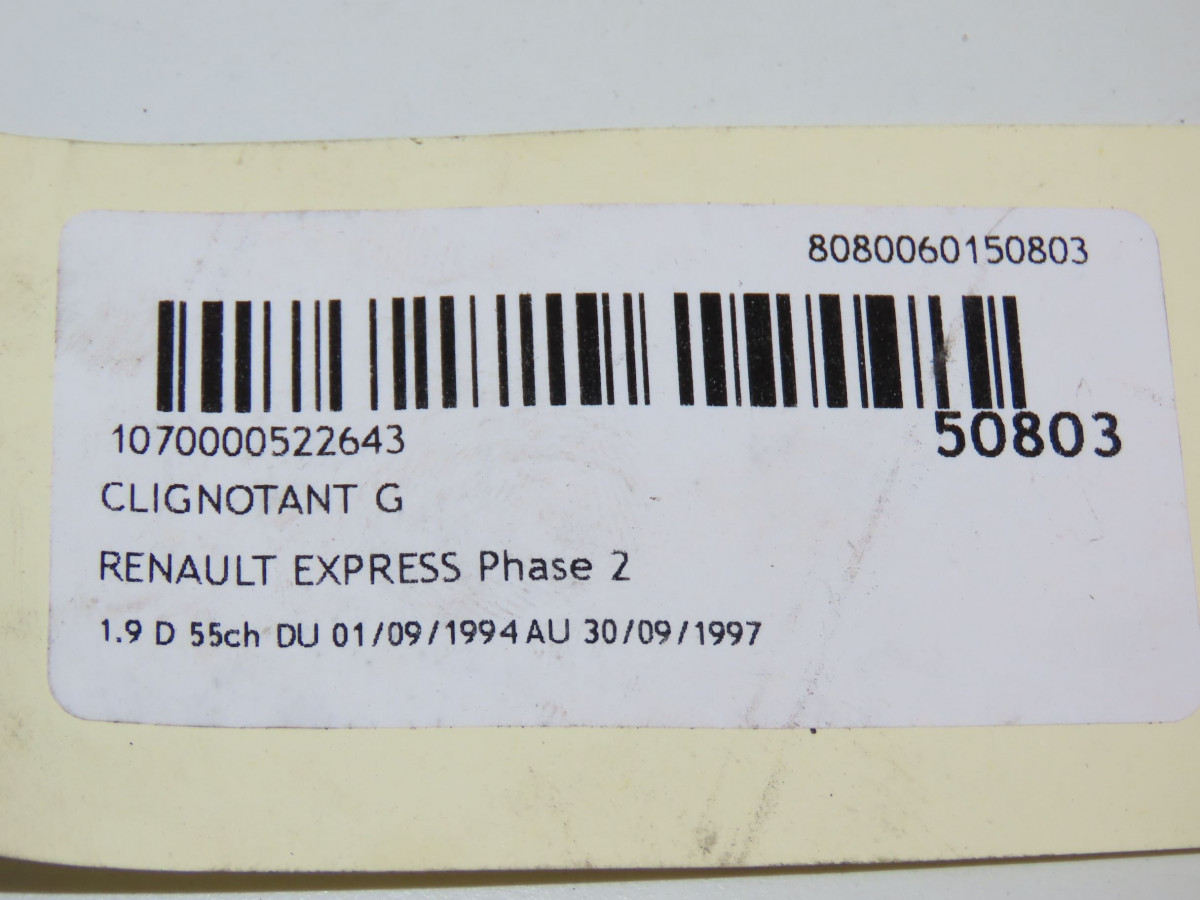 8080060150803
1070000522643
50803
CLIGNOTANT G
RENAULT EXPRESS Phase 2
1.9 D 55ch DU 01/09/1994 AU 30/09/1997